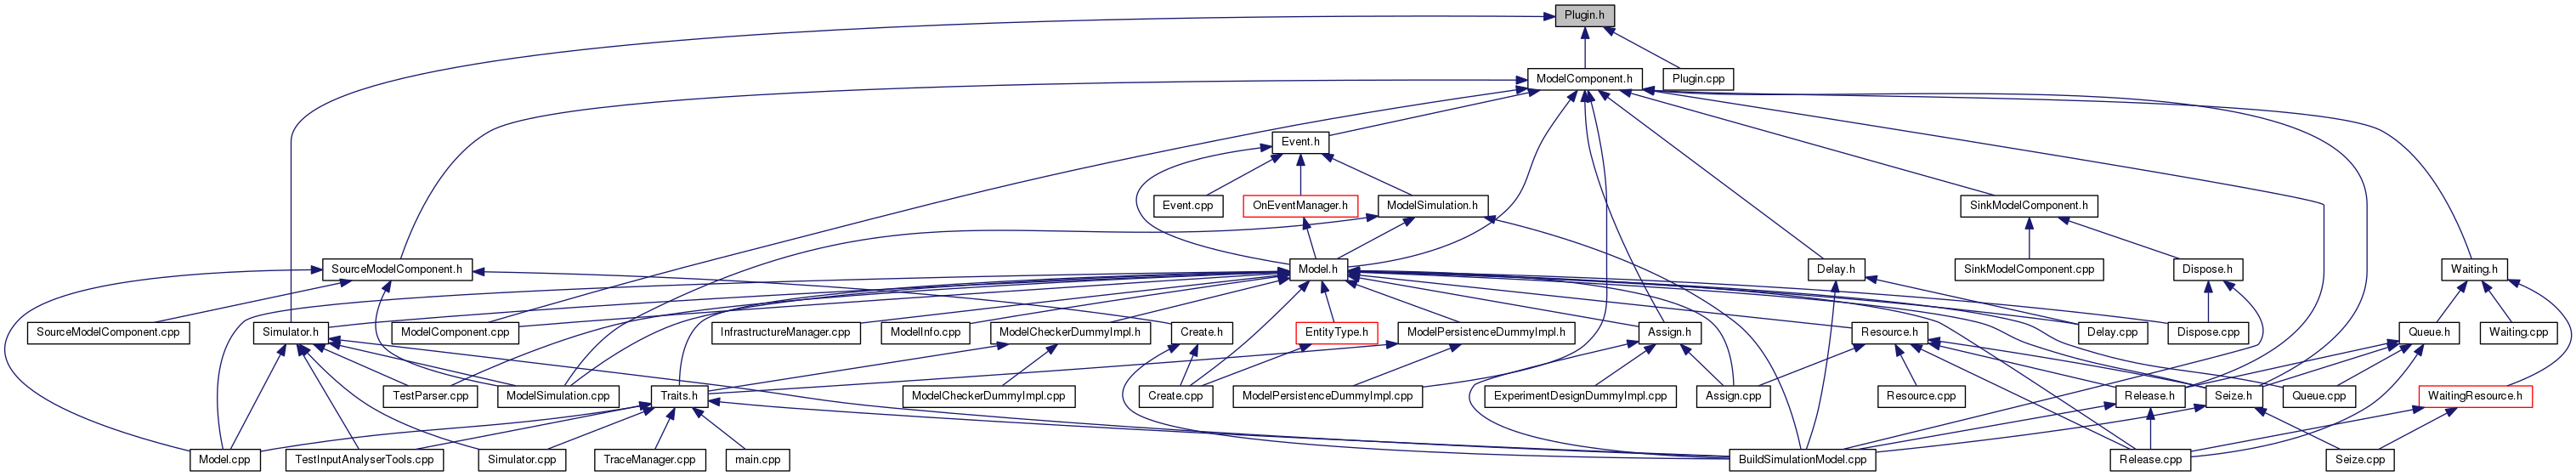 Plugin.h
ModelComponent.h
Plugin.cpp
Event.h
Event.cpp
OnEventManager.h
ModelSimulation.h
SinkModelComponent.h
SourceModelComponent.h
Model.h
Delay.h
SinkModelComponent.cpp
Dispose.h
Waiting.h
SourceModelComponent.cpp
Simulator.h
ModelComponent.cpp
InfrastructureManager.cpp
ModelInfo.cpp
ModelCheckerDummyImpl.h
Create.h
EntityType.h
ModelPersistenceDummyImpl.h
Assign.h
Resource.h
Delay.cpp
Dispose.cpp
Queue.h
Waiting.cpp
TestParser.cpp
ModelSimulation.cpp
Traits.h
ModelCheckerDummyImpl.cpp
Create.cpp
ModelPersistenceDummyImpl.cpp
ExperimentDesignDummyImpl.cpp
Assign.cpp
Resource.cpp
Release.h
Seize.h
Queue.cpp
WaitingResource.h
Model.cpp
TestInputAnalyserTools.cpp
Simulator.cpp
TraceManager.cpp
main.cpp
BuildSimulationModel.cpp
Release.cpp
Seize.cpp